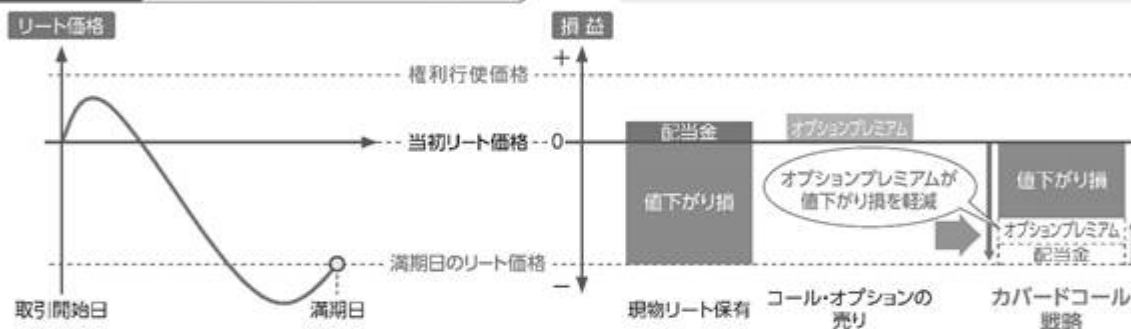 リート価格
損益
＋
権利行使価格
配当金
オプションプレミアム
当初リート価格
0
値下がり損
オプションプレミアムが
値下がり損を軽減
値下がり損
オプションプレミアム
配当金
満期日のリート価格
－
取引開始日
満期日
現物リート保有
コール・オプションの
売り
カバードコール
戦略